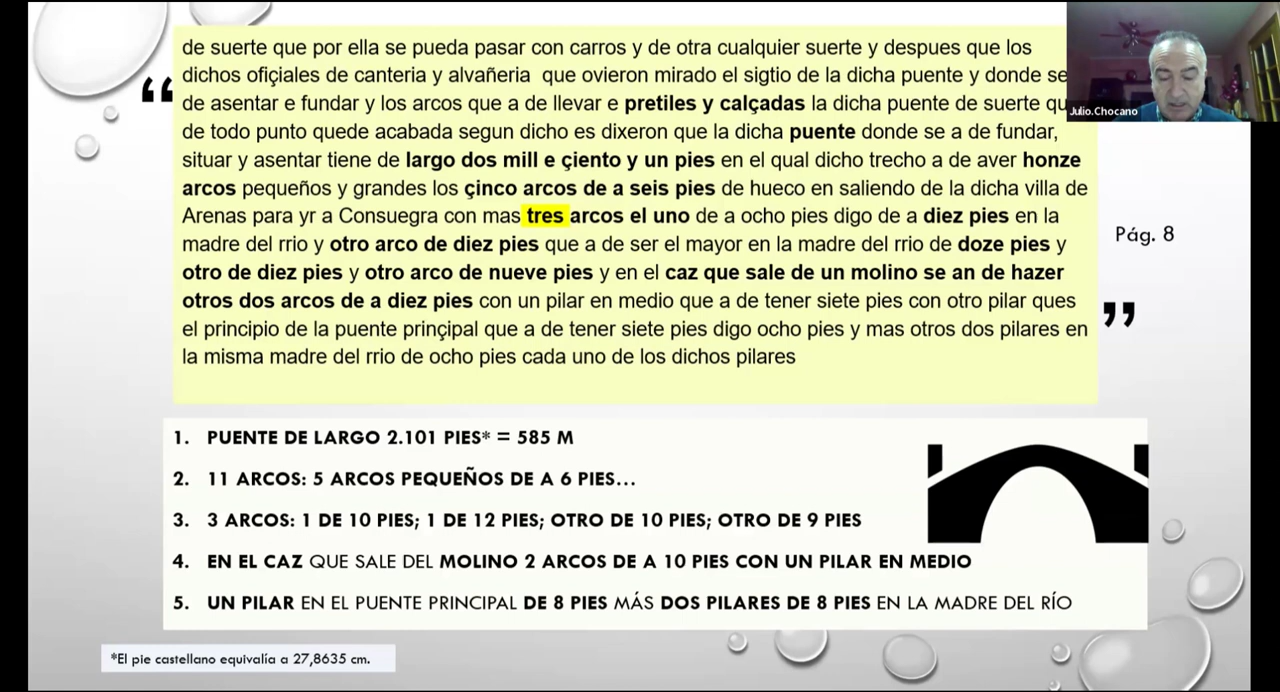 de suerte que por ella se pueda pasar con carros y de otra cualquier suerte y despues que los
dichos ofiçiales de canteria y alvañeria que ovieron mirado el sigtio de la dicha puente y donde se
de asentar e fundar y los arcos que a de llevar e pretiles y calçadas la dicha puente de suerte
de todo punto quede acabada segun dicho es dixeron que la dicha puente donde se a de fundar,
situar y asentar tiene de largo dos mill e çiento y un pies en el qual dicho trecho a de aver honze
arcos pequeños y grandes los çinco arcos de a seis pies de hueco en saliendo de la dicha villa de
Arenas para yr a Consuegra con mas tres arcos el uno de a ocho pies digo de a diez pies en la
madre del rrio y otro arco de diez pies que a de ser el mayor en la madre del rrio de doze pies y
otro de diez pies y otro arco de nueve pies y en el caz que sale de un molino se an de hazer
otros dos arcos de a diez pies con un pilar en medio que a de tener siete pies con otro pilar ques
el principio de la puente prinçipal que a de tener siete pies digo ocho pies y mas otros dos pilares en
la misma madre del rrio de ocho pies cada uno de los dichos pilares
Julio.Chocano
Pág. 8
1. PUENTE DE LARGO 2.101 PIES* = 585 M
2. 11 ARCOS: 5 ARCOS PEQUEÑOS DE A 6 PIES...
3. 3 ARCOS: 1 DE 10 PIES; 1 DE 12 PIES; OTRO DE 10 PIES; OTRO DE 9 PIES
4. EN EL CAZ QUE SALE DEL MOLINO 2 ARCOS DE A 10 PIES CON UN PILAR EN MEDIO
5. UN PILAR EN EL PUENTE PRINCIPAL DE 8 PIES MÁS DOS PILARES DE 8 PIES EN LA MADRE DEL RÍO
*El pie castellano equivalía a 27,8635 cm.